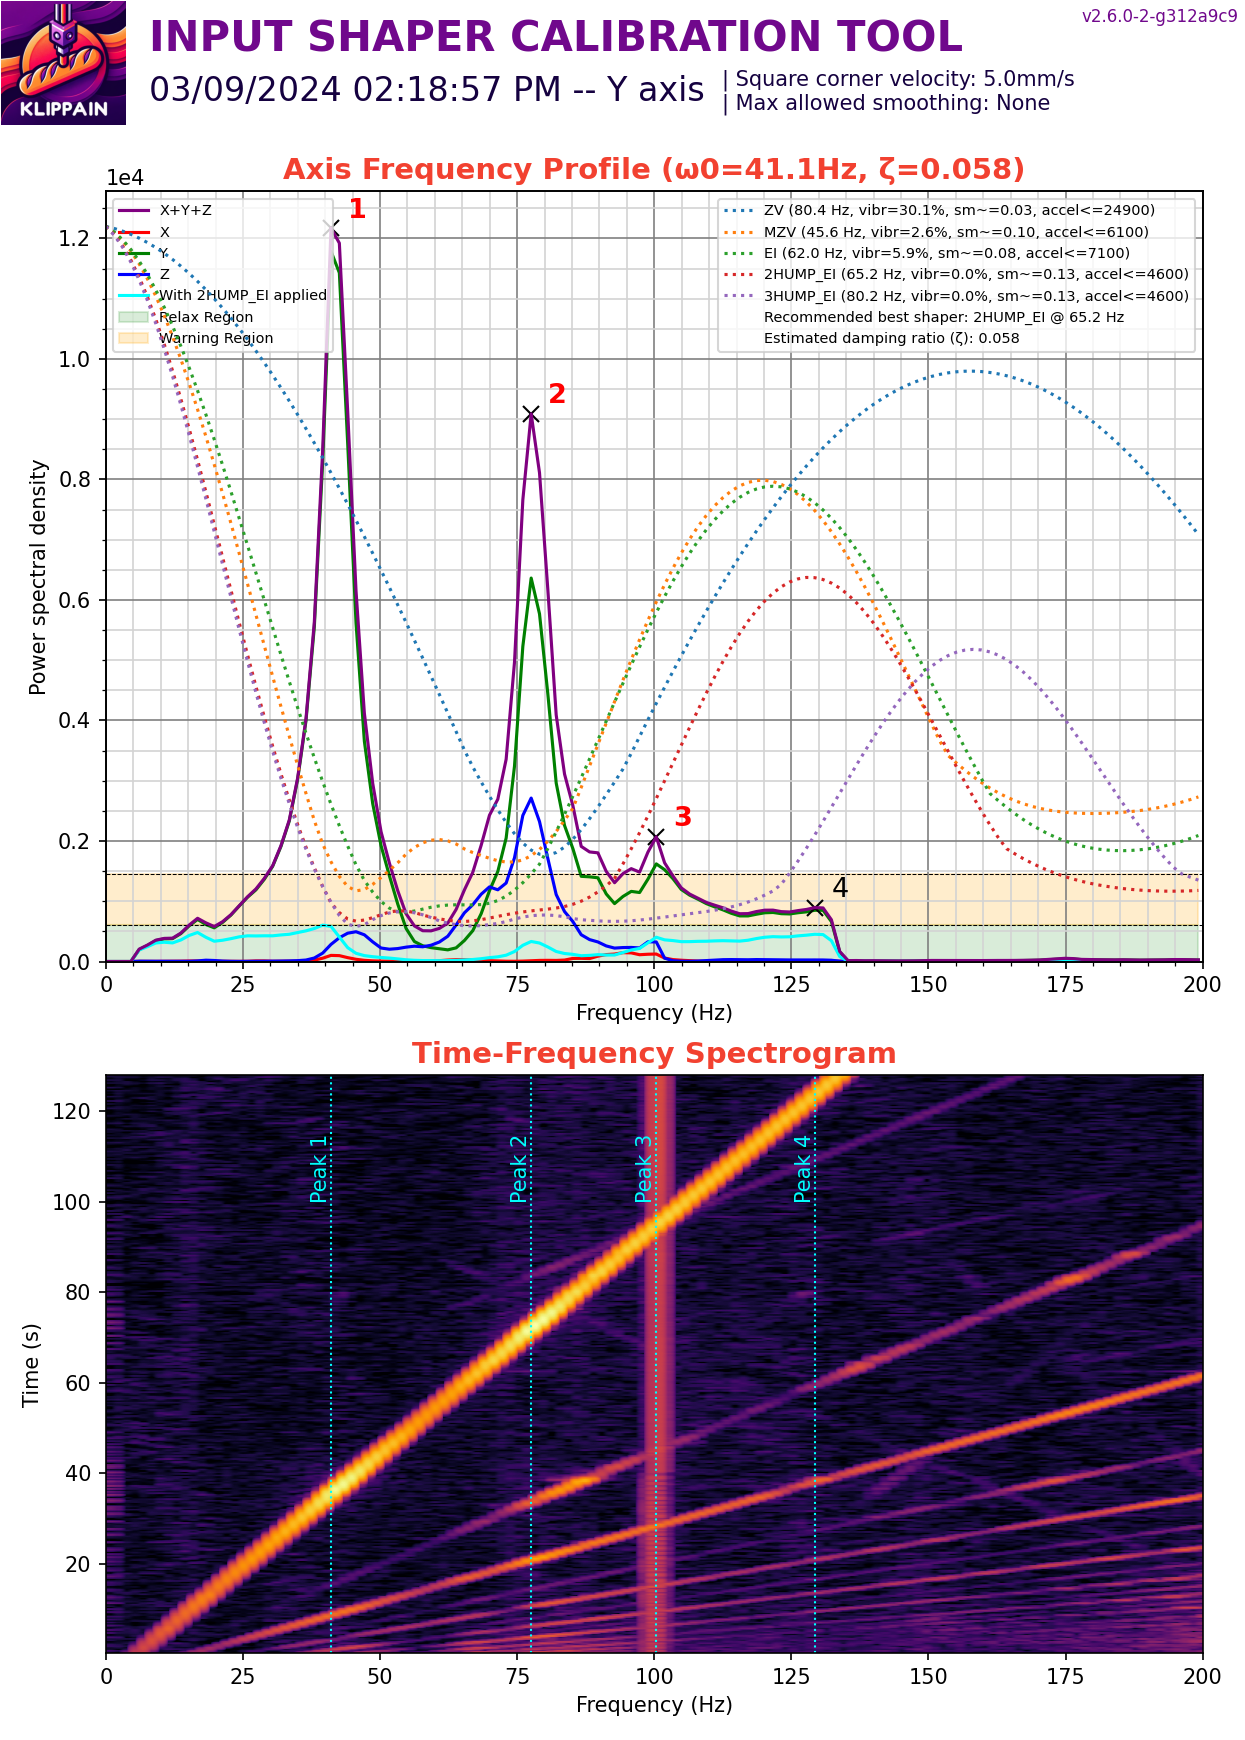 v2.6.0-2-g312a9c9
INPUT SHAPER CALIBRATION TOOL
03/09/2024 02:18:57 PM -- Y axis
| Square corner velocity: 5.0mm/s
| Max allowed smoothing: None
KLIPPAIN
Axis Frequency Profile (ω0=41.1Hz, ζ=0.058)
1e4
X+Y+Z
X
Y
Z
With 2HUMP_EI applied
Relax Region
Warning Region
ZV (80.4 Hz, vibr=30.1%, sm~=0.03, accel<=24900)
MZV (45.6 Hz, vibr=2.6%, sm~=0.10, accel<=6100)
EI (62.0 Hz, vibr=5.9%, sm~=0.08, accel<=7100)
2HUMP_EI (65.2 Hz, vibr=0.0%, sm~=0.13, accel<=4600)
3HUMP_EI (80.2 Hz, vibr=0.0%, sm~=0.13, accel<=4600)
Recommended best shaper: 2HUMP_EI @ 65.2 Hz
Estimated damping ratio (ζ): 0.058
1
2
3
4
Power spectral density
1.2
1.0
0.8
0.6
0.4
0.2
0.0
0 25 50 75 100 125 150 175 200
Frequency (Hz)
Time-Frequency Spectrogram
Peak 1
Peak 2
Peak 3
Peak 4
Time (s)
120
100
80
60
40
20
0 25 50 75 100 125 150 175 200
Frequency (Hz)